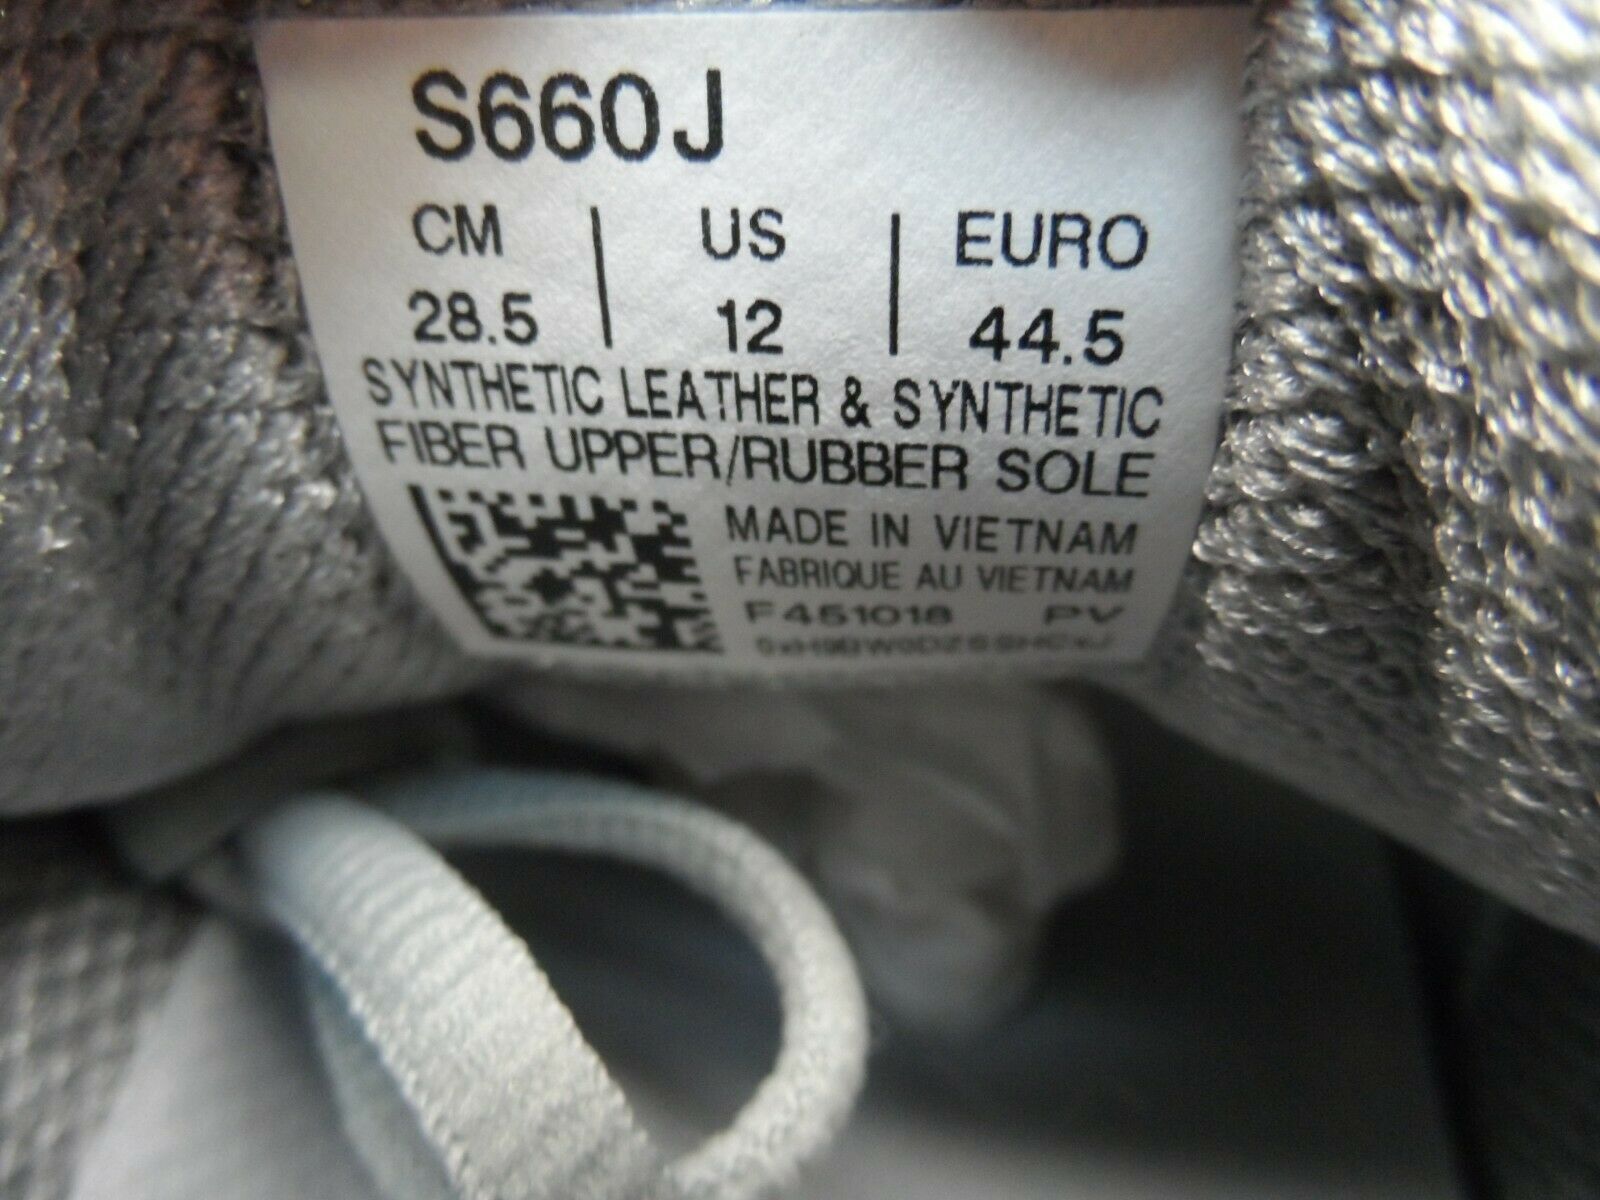 S660J
CM | US | EURO
28.5 | 12 | 44.5
SYNTHETIC LEATHER & SYNTHETIC
FIBER UPPER/RUBBER SOLE
MADE IN VIETNAM
FABRIQUE AU VIETNAM
F451018 PV